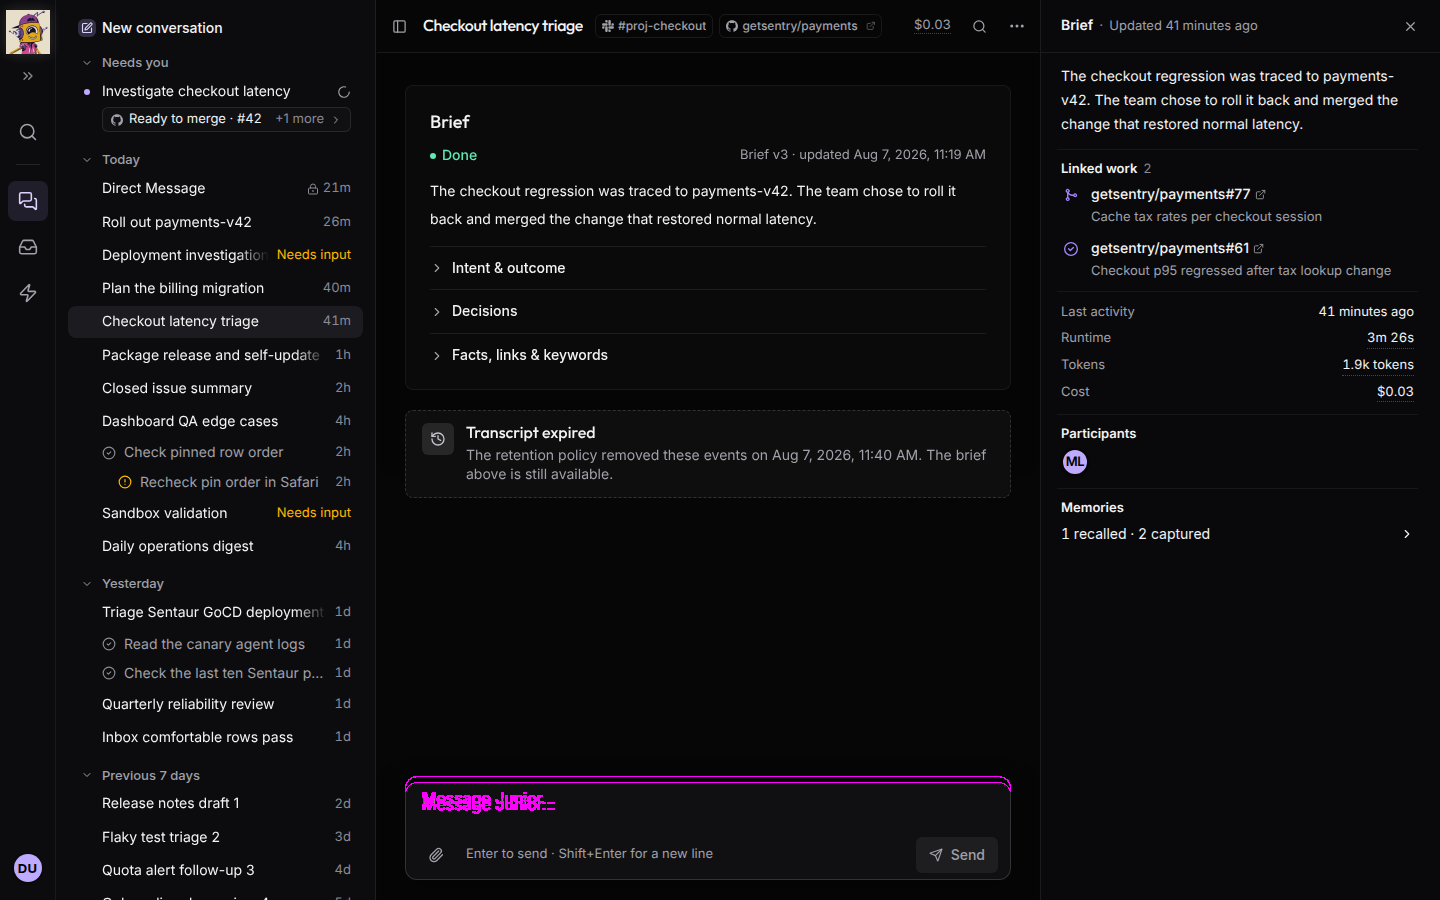 New conversation
Needs you
Investigate checkout latency
Ready to merge · #42 +1 more
Today
Direct Message 21m
Roll out payments-v42 26m
Deployment investigation Needs input
Plan the billing migration 40m
Checkout latency triage 41m
Package release and self-update 1h
Closed issue summary 2h
Dashboard QA edge cases 4h
Check pinned row order 2h
Recheck pin order in Safari 2h
Sandbox validation Needs input
Daily operations digest 4h
Yesterday
Triage Sentaur GoCD deployment 1d
Read the canary agent logs 1d
Check the last ten Sentaur p... 1d
Quarterly reliability review 1d
Inbox comfortable rows pass 1d
Previous 7 days
Release notes draft 1 2d
Flaky test triage 2 3d
Quota alert follow-up 3 4d
DU
Checkout latency triage #proj-checkout getsentry/payments $0.03
Brief
Done Brief v3 · updated Aug 7, 2026, 11:19 AM
The checkout regression was traced to payments-v42. The team chose to roll it
back and merged the change that restored normal latency.
Intent & outcome
Decisions
Facts, links & keywords
Transcript expired
The retention policy removed these events on Aug 7, 2026, 11:40 AM. The brief
above is still available.
Message Junior...
Enter to send · Shift+Enter for a new line Send
Brief · Updated 41 minutes ago
The checkout regression was traced to payments-
v42. The team chose to roll it back and merged the
change that restored normal latency.
Linked work 2
getsentry/payments#77
Cache tax rates per checkout session
getsentry/payments#61
Checkout p95 regressed after tax lookup change
Last activity 41 minutes ago
Runtime 3m 26s
Tokens 1.9k tokens
Cost $0.03
Participants
ML
Memories
1 recalled · 2 captured